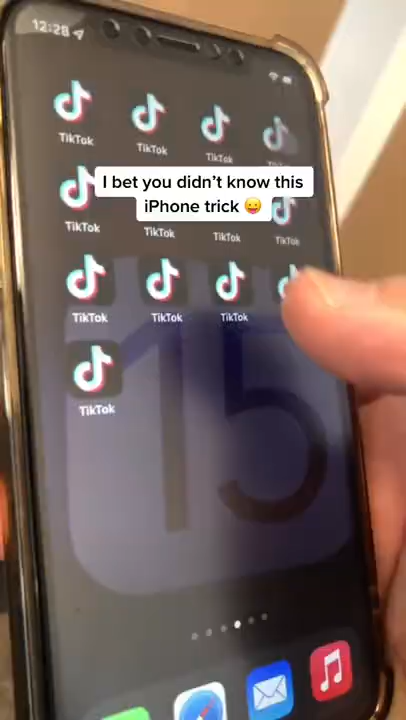 12:28
TikTok TikTok TikTok TikTok
I bet you didn't know this
iPhone trick 😛
TikTok TikTok TikTok TikTok
TikTok TikTok TikTok
TikTok
15